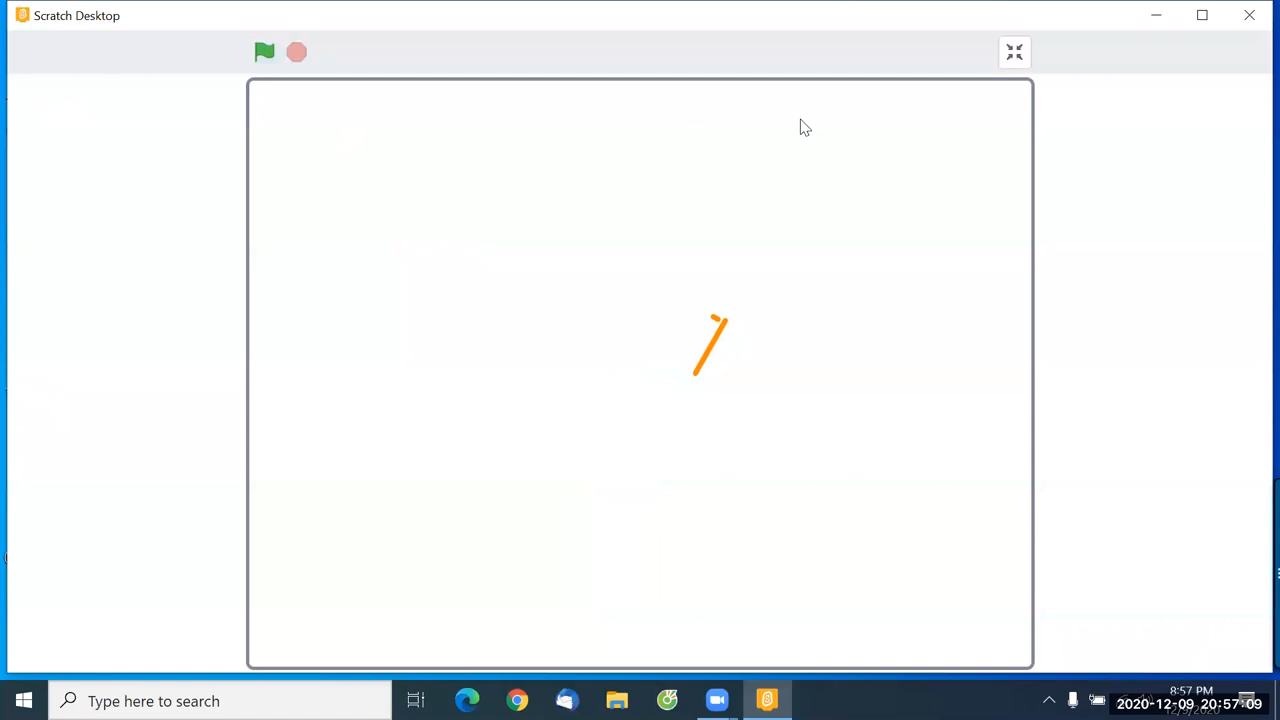 Scratch Desktop
Type here to search
8:57 PM
2020-12-09 20:57:09